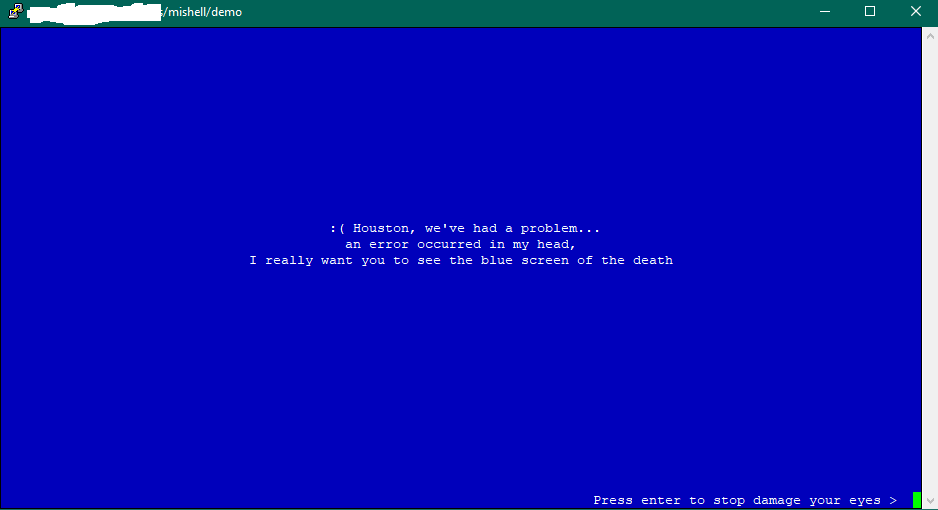 /mishell/demo
:( Houston, we've had a problem...
an error occurred in my head,
I really want you to see the blue screen of the death
Press enter to stop damage your eyes >